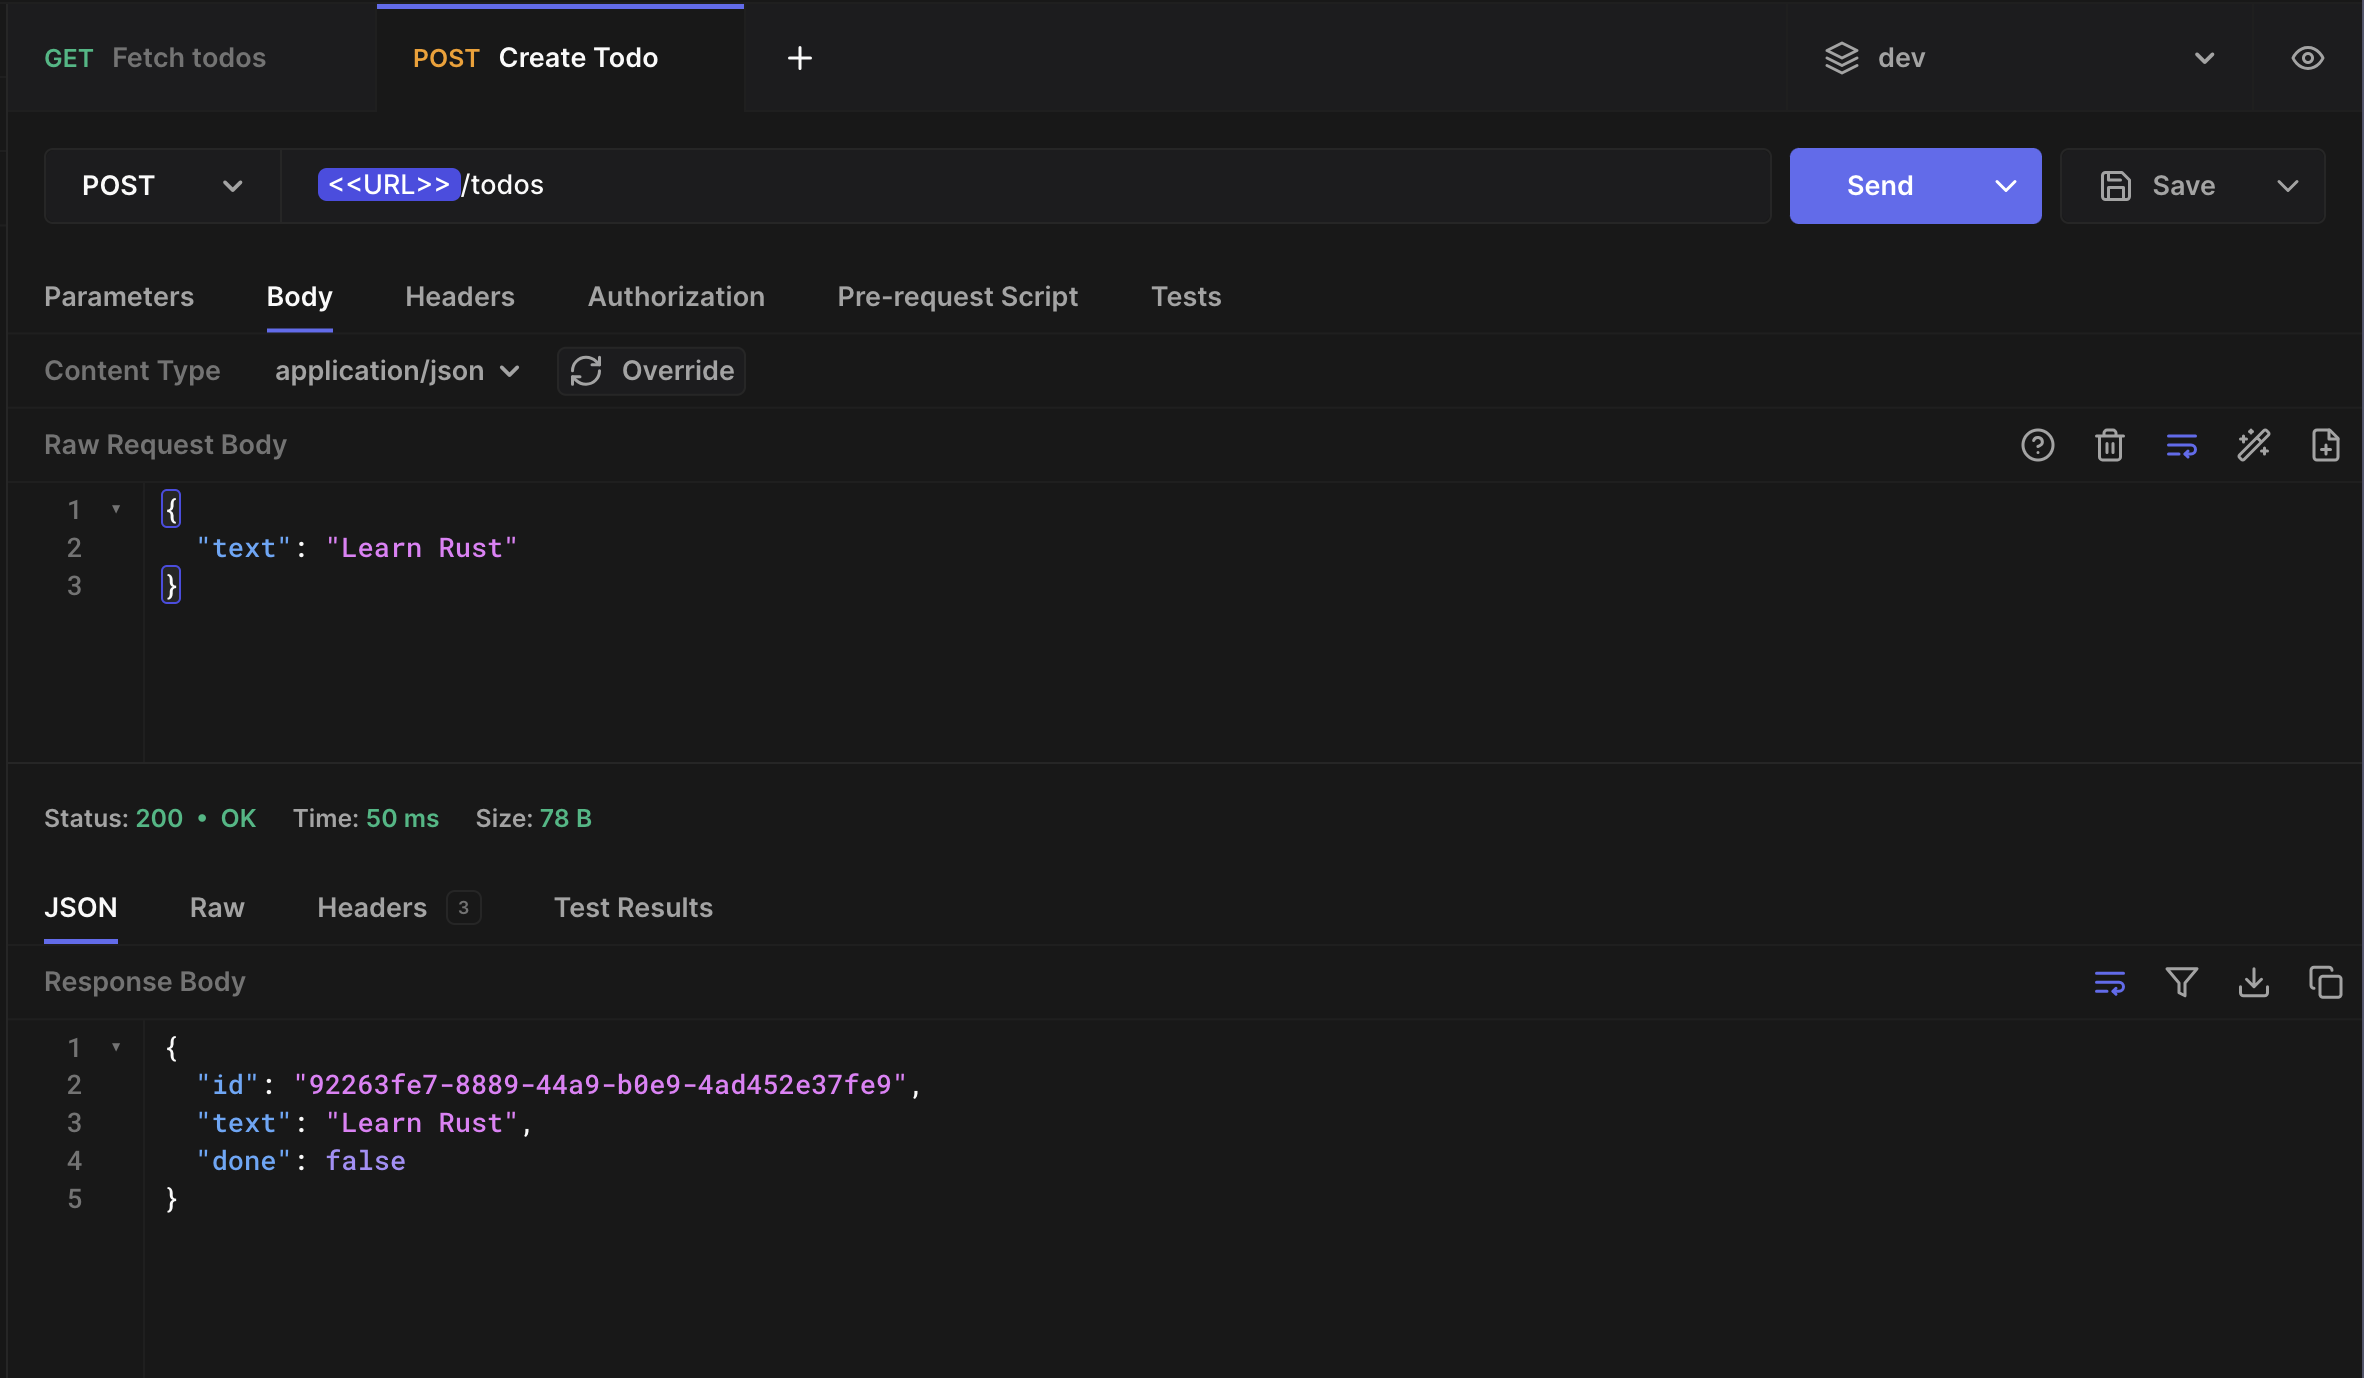 GET Fetch todos POST Create Todo dev
POST <<URL>>/todos Send Save
Parameters Body Headers Authorization Pre-request Script Tests
Content Type application/json Override
Raw Request Body
1 {
2 "text": "Learn Rust"
3 }
Status: 200 • OK Time: 50 ms Size: 78 B
JSON Raw Headers 3 Test Results
Response Body
1 {
2 "id": "92263fe7-8889-44a9-b0e9-4ad452e37fe9",
3 "text": "Learn Rust",
4 "done": false
5 }